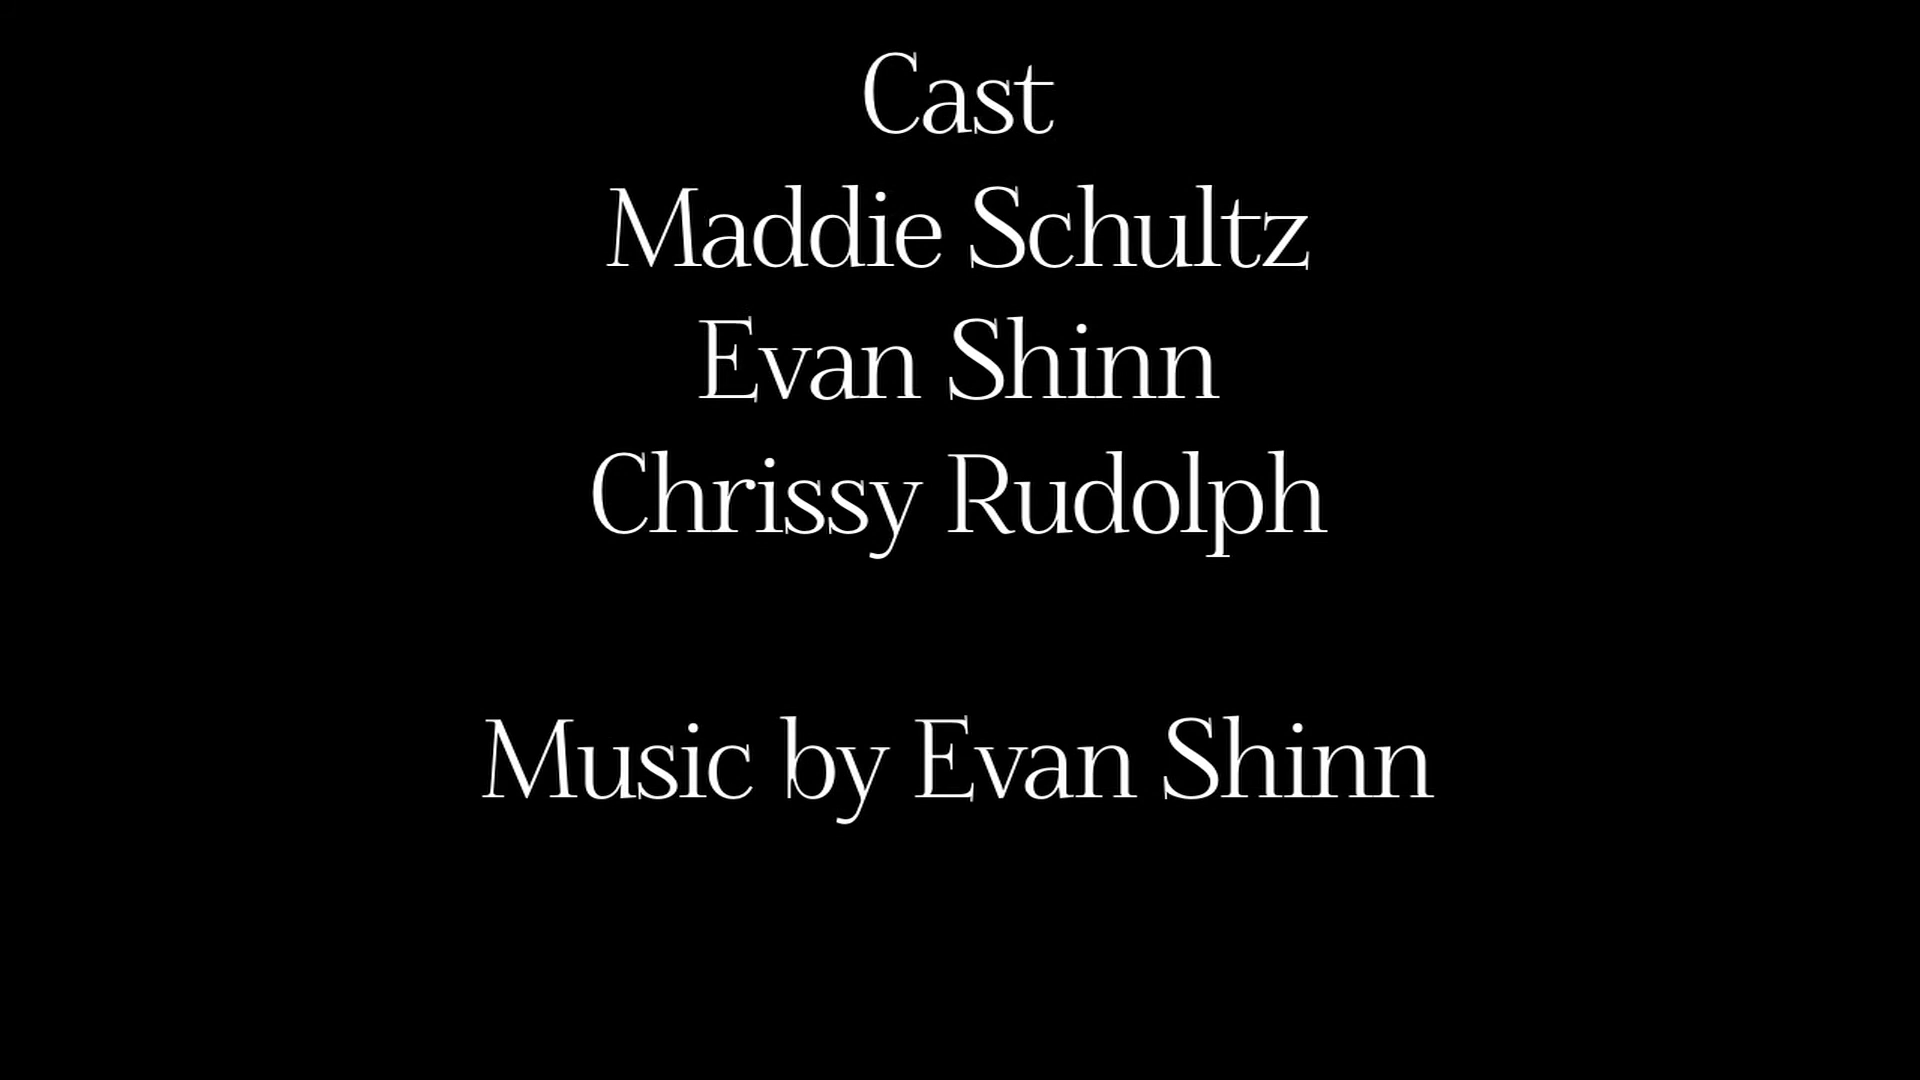 Cast
Maddie Schultz
Evan Shinn
Chrissy Rudolph
Music by Evan Shinn